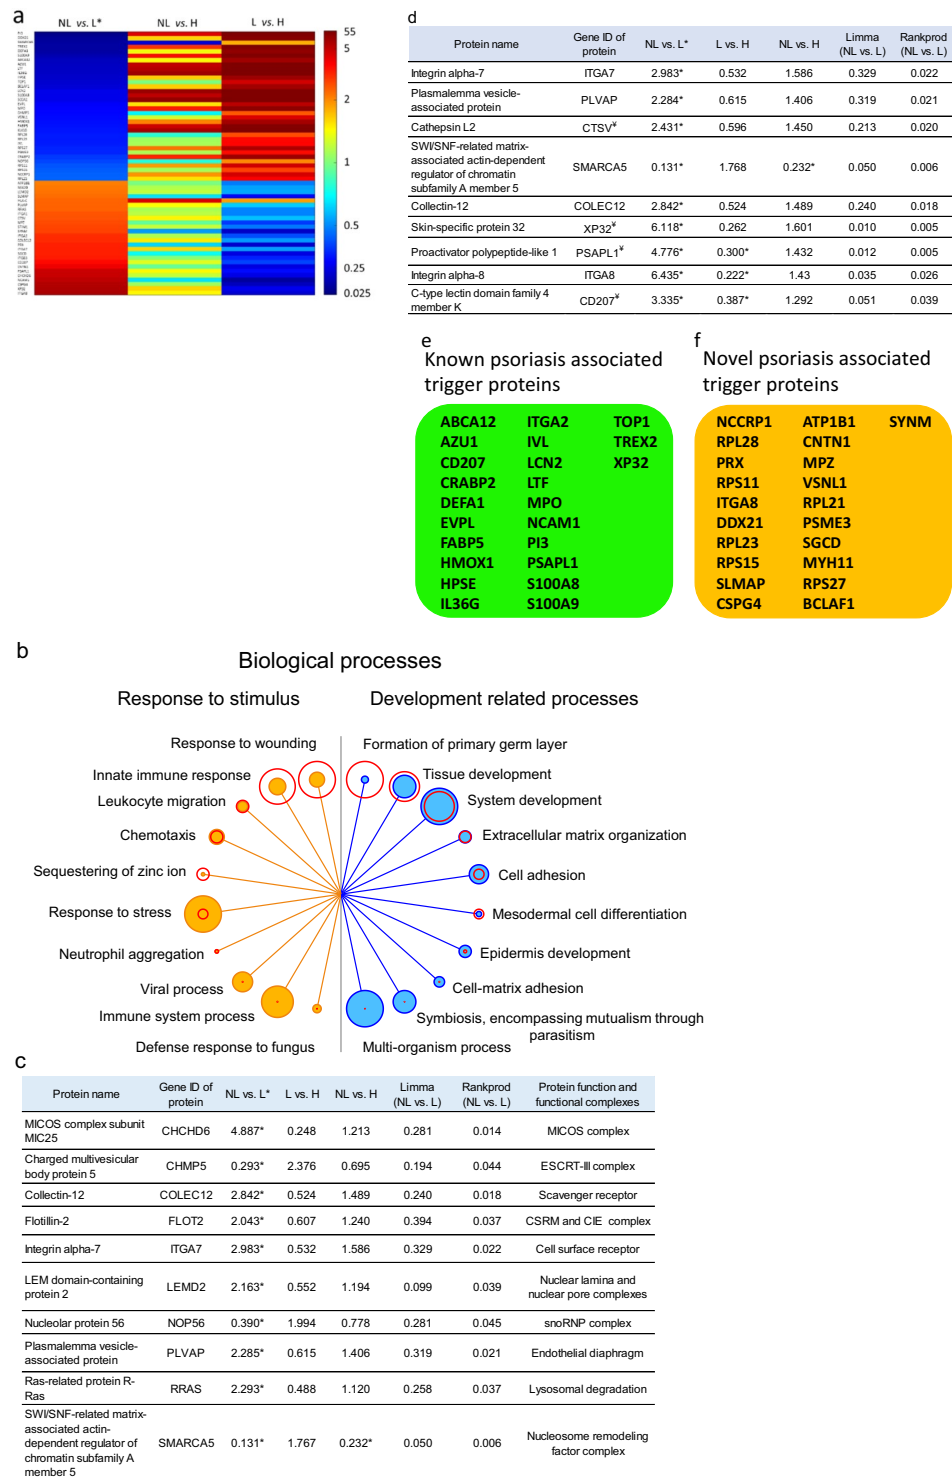 a
NL vs. L*
NL vs. H
L vs. H
55
5
2
1
0.5
0.25
0.025
d
Protein name
Gene ID of protein
NL vs. L*
L vs. H
NL vs. H
Limma (NL vs. L)
Rankprod (NL vs. L)
Integrin alpha-7 ITGA7 2.983* 0.532 1.586 0.329 0.022
Plasmalemma vesicle-
associated protein PLVAP 2.284* 0.615 1.406 0.319 0.021
Cathepsin L2 CTSV¥ 2.431* 0.596 1.450 0.213 0.020
SWI/SNF-related matrix-
associated actin-dependent
regulator of chromatin
subfamily A member 5 SMARCA5 0.131* 1.768 0.232* 0.050 0.006
Collectin-12 COLEC12 2.842* 0.524 1.489 0.240 0.018
Skin-specific protein 32 XP32¥ 6.118* 0.262 1.601 0.010 0.005
Proactivator polypeptide-like 1 PSAPL1¥ 4.776* 0.300* 1.432 0.012 0.005
Integrin alpha-8 ITGA8 6.435* 0.222* 1.43 0.035 0.026
C-type lectin domain family 4
member K CD207¥ 3.335* 0.387* 1.292 0.051 0.039
e
Known psoriasis associated
trigger proteins
ABCA12 ITGA2 TOP1
AZU1 IVL TREX2
CD207 LCN2 XP32
CRABP2 LTF
DEFA1 MPO
EVPL NCAM1
FABP5 PI3
HMOX1 PSAPL1
HPSE S100A8
IL36G S100A9
f
Novel psoriasis associated
trigger proteins
NCCRP1 ATP1B1 SYNM
RPL28 CNTN1
PRX MPZ
RPS11 VSNL1
ITGA8 RPL21
DDX21 PSME3
RPL23 SGCD
RPS15 MYH11
SLMAP RPS27
CSPG4 BCLAF1
b
Biological processes
Response to stimulus
Development related processes
Response to wounding
Innate immune response
Leukocyte migration
Chemotaxis
Sequestering of zinc ion
Response to stress
Neutrophil aggregation
Viral process
Immune system process
Defense response to fungus
Formation of primary germ layer
Tissue development
System development
Extracellular matrix organization
Cell adhesion
Mesodermal cell differentiation
Epidermis development
Cell-matrix adhesion
Symbiosis, encompassing mutualism through
parasitism
Multi-organism process
c
Protein name
Gene ID of protein
NL vs. L*
L vs. H
NL vs. H
Limma (NL vs. L)
Rankprod (NL vs. L)
Protein function and functional complexes
MICOS complex subunit
MIC25 CHCHD6 4.887* 0.248 1.213 0.281 0.014 MICOS complex
Charged multivesicular
body protein 5 CHMP5 0.293* 2.376 0.695 0.194 0.044 ESCRT-III complex
Collectin-12 COLEC12 2.842* 0.524 1.489 0.240 0.018 Scavenger receptor
Flotillin-2 FLOT2 2.043* 0.607 1.240 0.394 0.037 CSRM and CIE complex
Integrin alpha-7 ITGA7 2.983* 0.532 1.586 0.329 0.022 Cell surface receptor
LEM domain-containing
protein 2 LEMD2 2.163* 0.552 1.194 0.099 0.039 Nuclear lamina and
nuclear pore complexes
Nucleolar protein 56 NOP56 0.390* 1.994 0.778 0.281 0.045 snoRNP complex
Plasmalemma vesicle-
associated protein PLVAP 2.285* 0.615 1.406 0.319 0.021 Endothelial diaphragm
Ras-related protein R-
Ras RRAS 2.293* 0.488 1.120 0.258 0.037 Lysosomal degradation
SWI/SNF-related matrix-
associated actin-
dependent regulator of
chromatin subfamily A
member 5 SMARCA5 0.131* 1.767 0.232* 0.050 0.006 Nucleosome remodeling
factor complex